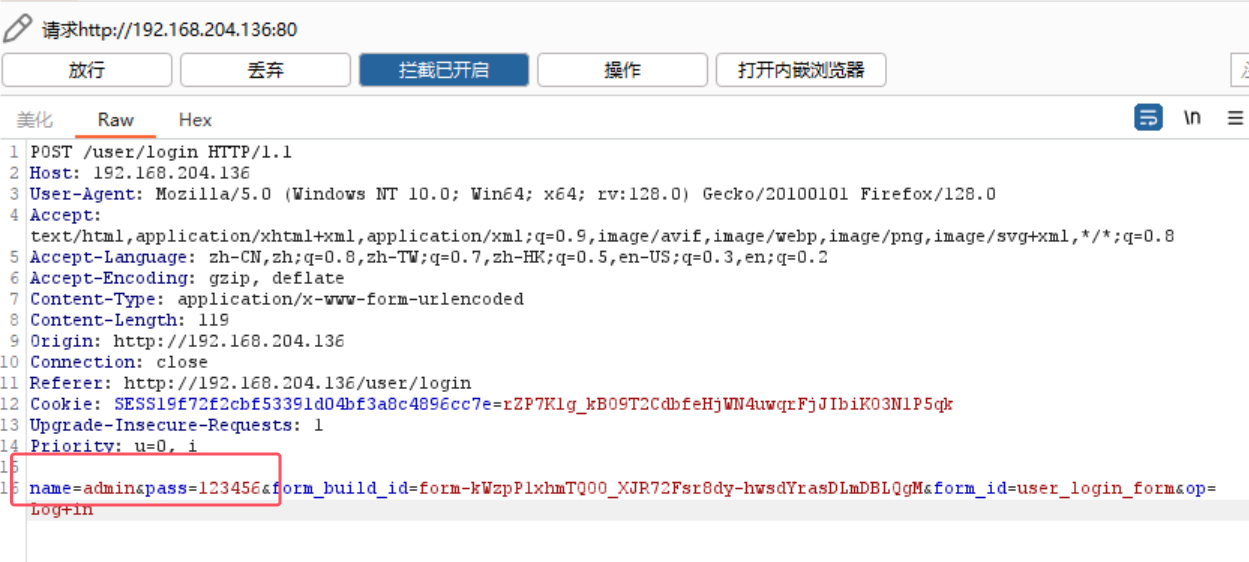 请求http://192.168.204.136:80
放行 丢弃 拦截已开启 操作 打开内嵌浏览器
美化 Raw Hex \n
1 POST /user/login HTTP/1.1
2 Host: 192.168.204.136
3 User-Agent: Mozilla/5.0 (Windows NT 10.0; Win64; x64; rv:128.0) Gecko/20100101 Firefox/128.0
4 Accept:
text/html,application/xhtml+xml,application/xml;q=0.9,image/avif,image/webp,image/png,image/svg+xml,*/*;q=0.8
5 Accept-Language: zh-CN,zh;q=0.8,zh-TW;q=0.7,zh-HK;q=0.5,en-US;q=0.3,en;q=0.2
6 Accept-Encoding: gzip, deflate
7 Content-Type: application/x-www-form-urlencoded
8 Content-Length: 119
9 Origin: http://192.168.204.136
10 Connection: close
11 Referer: http://192.168.204.136/user/login
12 Cookie: SESS19f72f2cbf53391d04bf3a8c4896cc7e=rZP7K1g_kB09T2CdbfeHjWN4uwqrFjJIbiK03N1P5qk
13 Upgrade-Insecure-Requests: 1
14 Priority: u=0, i
15
16 name=admin&pass=123456&form_build_id=form-kWzpP1xhmTQ00_XJR72Fsr8dy-hwsdYrasDLmDBLQgM&form_id=user_login_form&op=
Log+in